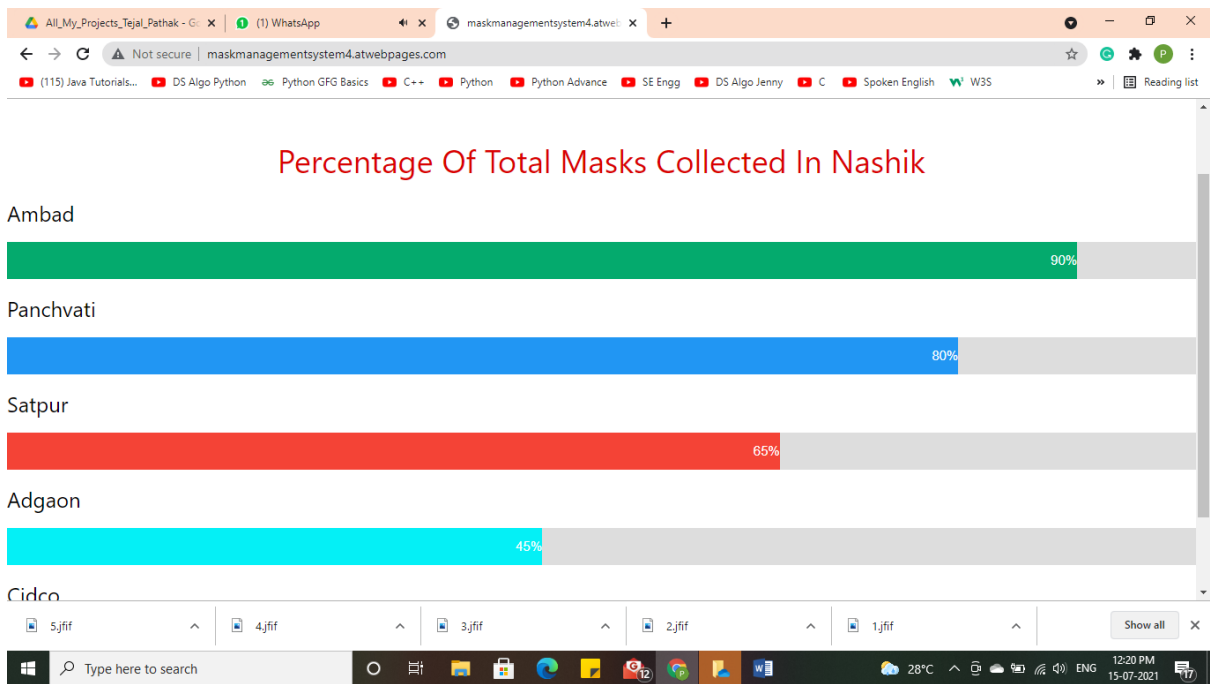 All_My_Projects_Tejal_Pathak - Go
(1) WhatsApp
maskmanagementsystem4.atweb
Not secure | maskmanagementsystem4.atwebpages.com
(115) Java Tutorials... DS Algo Python Python GFG Basics C++ Python Python Advance SE Engg DS Algo Jenny C Spoken English W3S » Reading list
Percentage Of Total Masks Collected In Nashik
Ambad
90%
Panchvati
80%
Satpur
65%
Adgaon
45%
Cidco
5.jfif 4.jfif 3.jfif 2.jfif 1.jfif Show all
Type here to search
12
28°C ENG
12:20 PM
15-07-2021
17